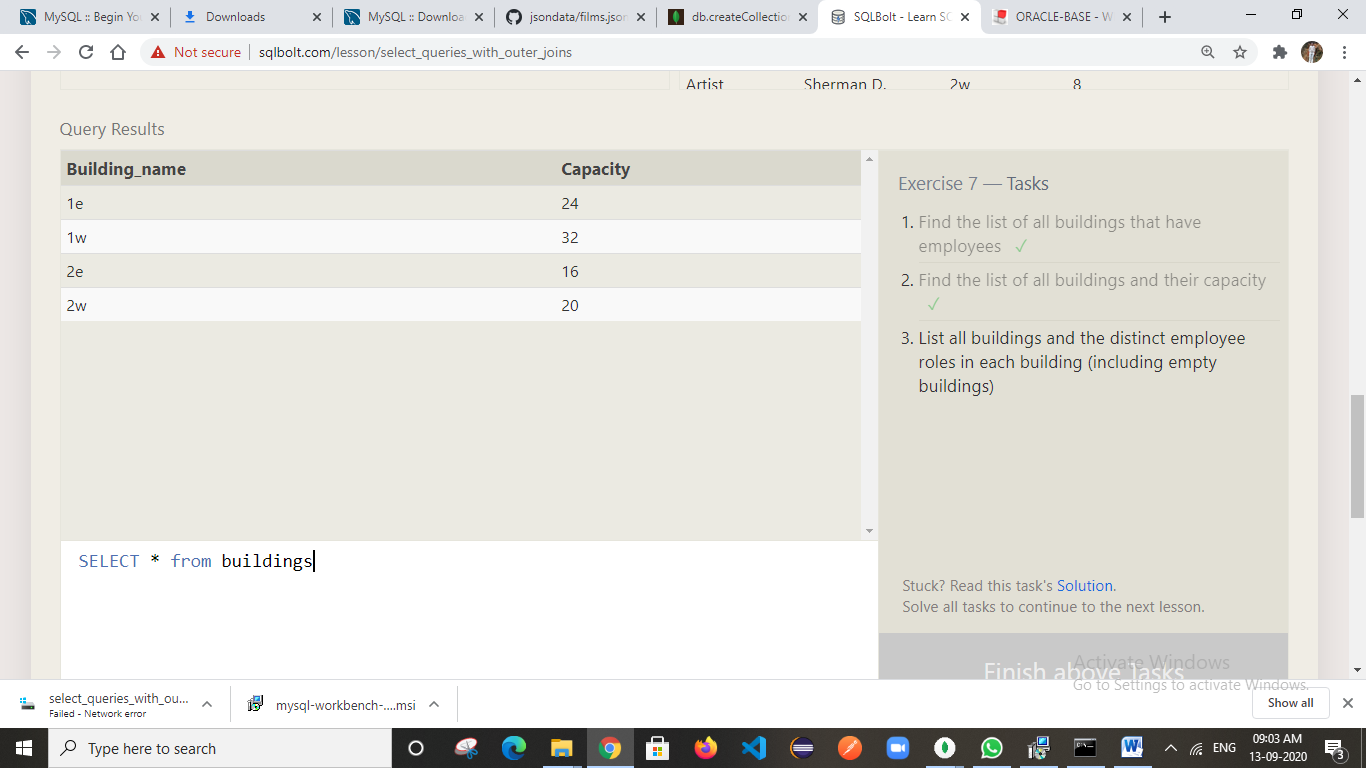 MySQL :: Begin Yo
Downloads
MySQL :: Downloa
jsondata/films.json
db.createCollectio
SQLBolt - Learn SQ
ORACLE-BASE - W
Not secure | sqlbolt.com/lesson/select_queries_with_outer_joins
Artist Sherman D. 2w 8
Query Results
Building_name Capacity
1e 24
1w 32
2e 16
2w 20
SELECT * from buildings
Exercise 7 — Tasks
1. Find the list of all buildings that have
employees ✓
2. Find the list of all buildings and their capacity
✓
3. List all buildings and the distinct employee
roles in each building (including empty
buildings)
Stuck? Read this task's Solution.
Solve all tasks to continue to the next lesson.
Finish above Tasks
Activate Windows
Go to Settings to activate Windows.
select_queries_with_ou...
Failed - Network error
mysql-workbench-....msi
Show all
Type here to search
ENG
09:03 AM
13-09-2020
3